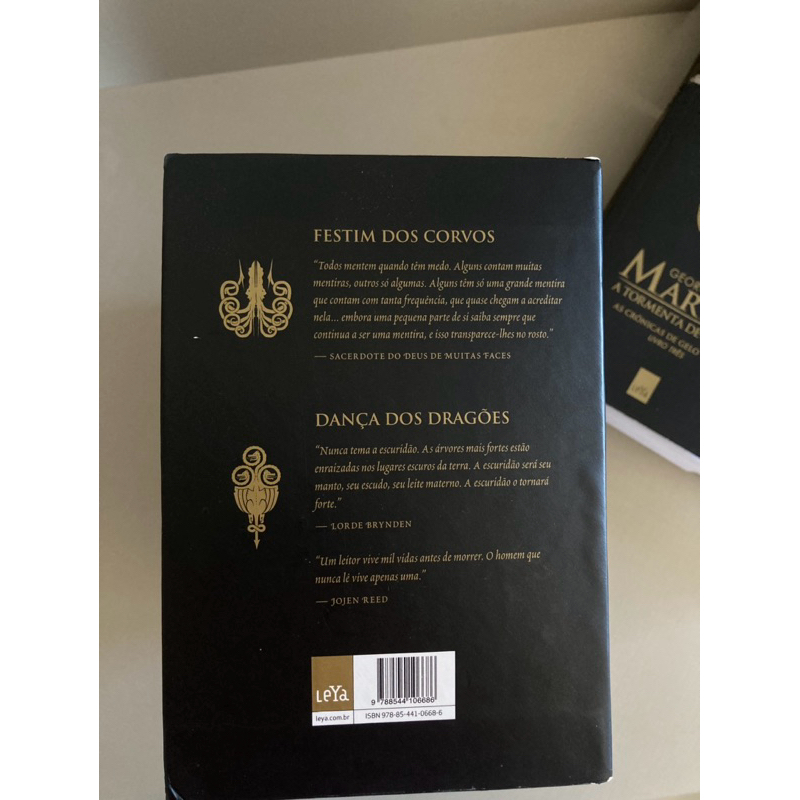 FESTIM DOS CORVOS
“Todos mentem quando têm medo. Alguns contam muitas
mentiras, outros só algumas. Alguns têm só uma grande mentira
que contam com tanta frequência, que quase chegam a acreditar
nela... embora uma pequena parte de si saiba sempre que
continua a ser uma mentira, e isso transparece-lhes no rosto.”
— SACERDOTE DO DEUS DE MUITAS FACES
DANÇA DOS DRAGÕES
“Nunca tema a escuridão. As árvores mais fortes estão
enraizadas nos lugares escuros da terra. A escuridão será seu
manto, seu escudo, seu leite materno. A escuridão o tornará
forte.”
— LORDE BRYNDEN
“Um leitor vive mil vidas antes de morrer. O homem que
nunca lê vive apenas uma.”
— JOJEN REED
LeYa
leya.com.br
9 788544 106686
ISBN 978-85-441-0668-6
GEOR
MAR
A TORMENTA DE
AS CRÔNICAS DE GELO
LIVRO TRÊS
LeYa